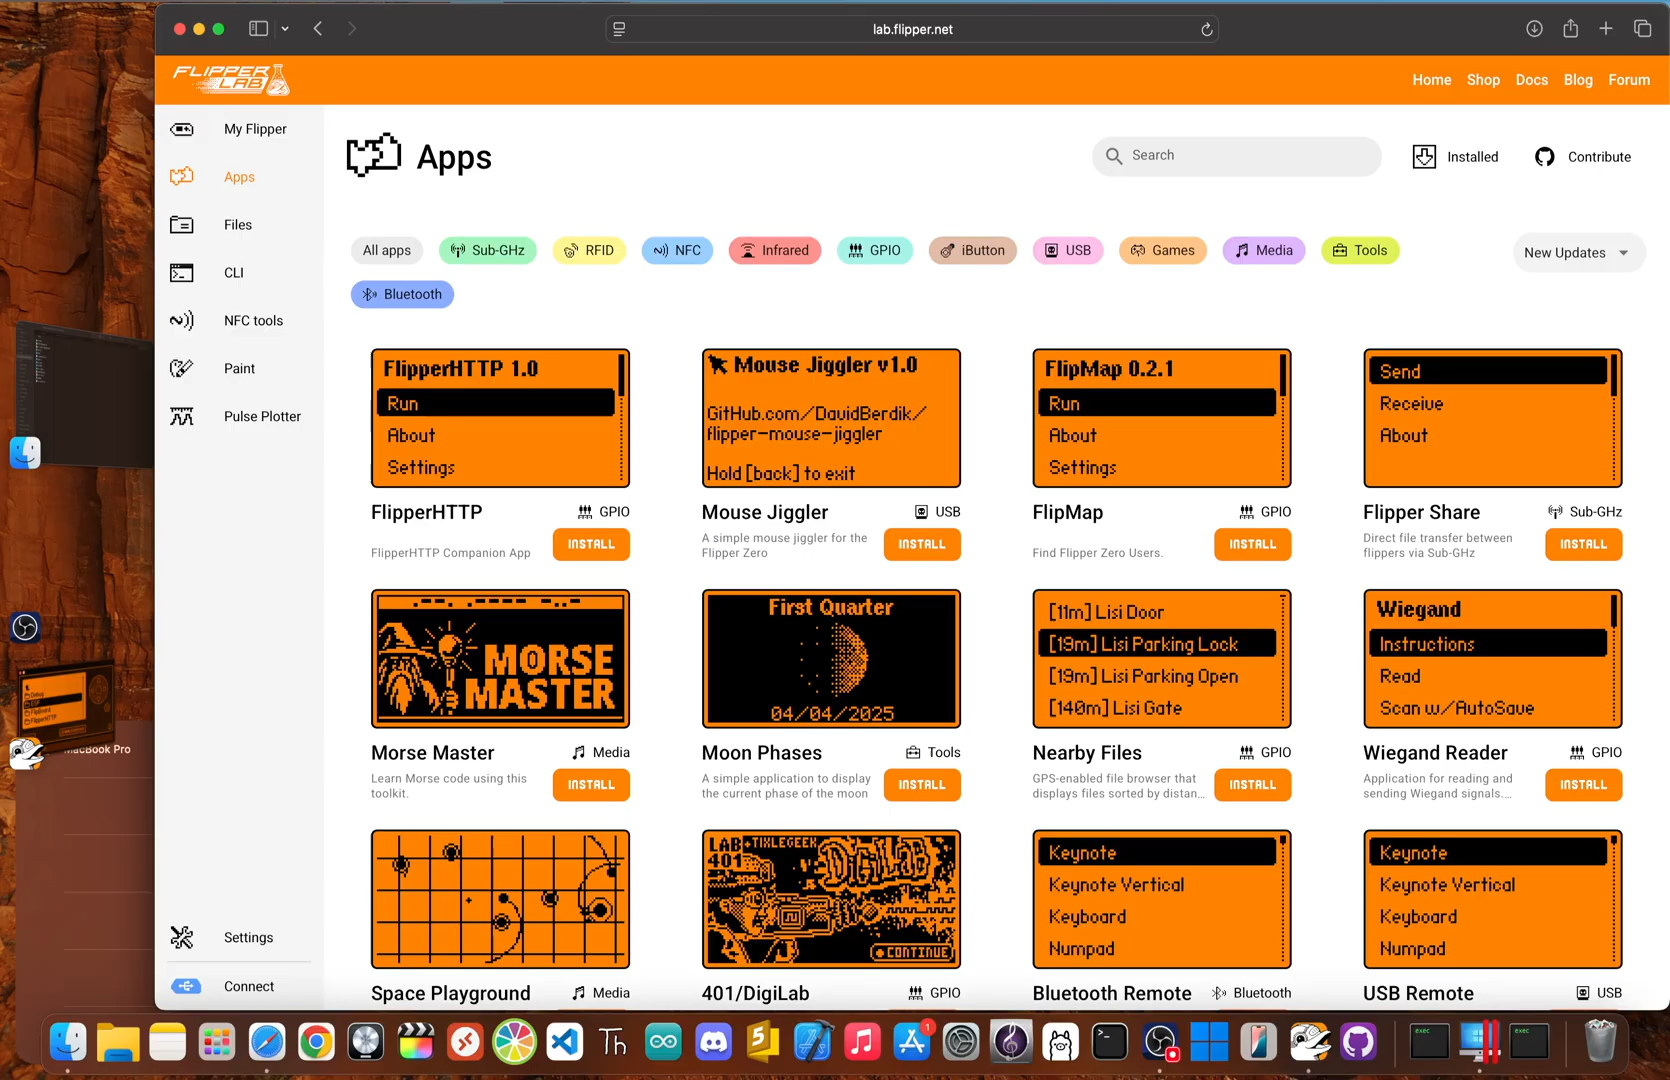 lab.flipper.net
FLIPPER LAB
Home Shop Docs Blog Forum
My Flipper
Apps
Files
CLI
NFC tools
Paint
Pulse Plotter
Settings
Connect
Apps
Search
Installed
Contribute
All apps Sub-GHz RFID NFC Infrared GPIO iButton USB Games Media Tools
Bluetooth
New Updates
FlipperHTTP 1.0
Run
About
Settings
FlipperHTTP GPIO
FlipperHTTP Companion App
INSTALL
Mouse Jiggler v1.0
GitHub.com/DavidBerdik/
flipper-mouse-jiggler
Hold [back] to exit
Mouse Jiggler USB
A simple mouse jiggler for the
Flipper Zero
INSTALL
FlipMap 0.2.1
Run
About
Settings
FlipMap GPIO
Find Flipper Zero Users.
INSTALL
Send
Receive
About
Flipper Share Sub-GHz
Direct file transfer between
flippers via Sub-GHz
INSTALL
MORSE
MASTER
Morse Master Media
Learn Morse code using this
toolkit.
INSTALL
First Quarter
04/04/2025
Moon Phases Tools
A simple application to display
the current phase of the moon
INSTALL
[11m] Lisi Door
[19m] Lisi Parking Lock
[19m] Lisi Parking Open
[140m] Lisi Gate
Nearby Files GPIO
GPS-enabled file browser that
displays files sorted by distan...
INSTALL
Wiegand
Instructions
Read
Scan w/AutoSave
Wiegand Reader GPIO
Application for reading and
sending Wiegand signals....
INSTALL
Space Playground Media
LAB +TIXLEGEEK
401
DIGILAB
CONTINUE
401/DigiLab GPIO
Keynote
Keynote Vertical
Keyboard
Numpad
Bluetooth Remote Bluetooth
Keynote
Keynote Vertical
Keyboard
Numpad
USB Remote USB
MacBook Pro
Th
1
exec
exec